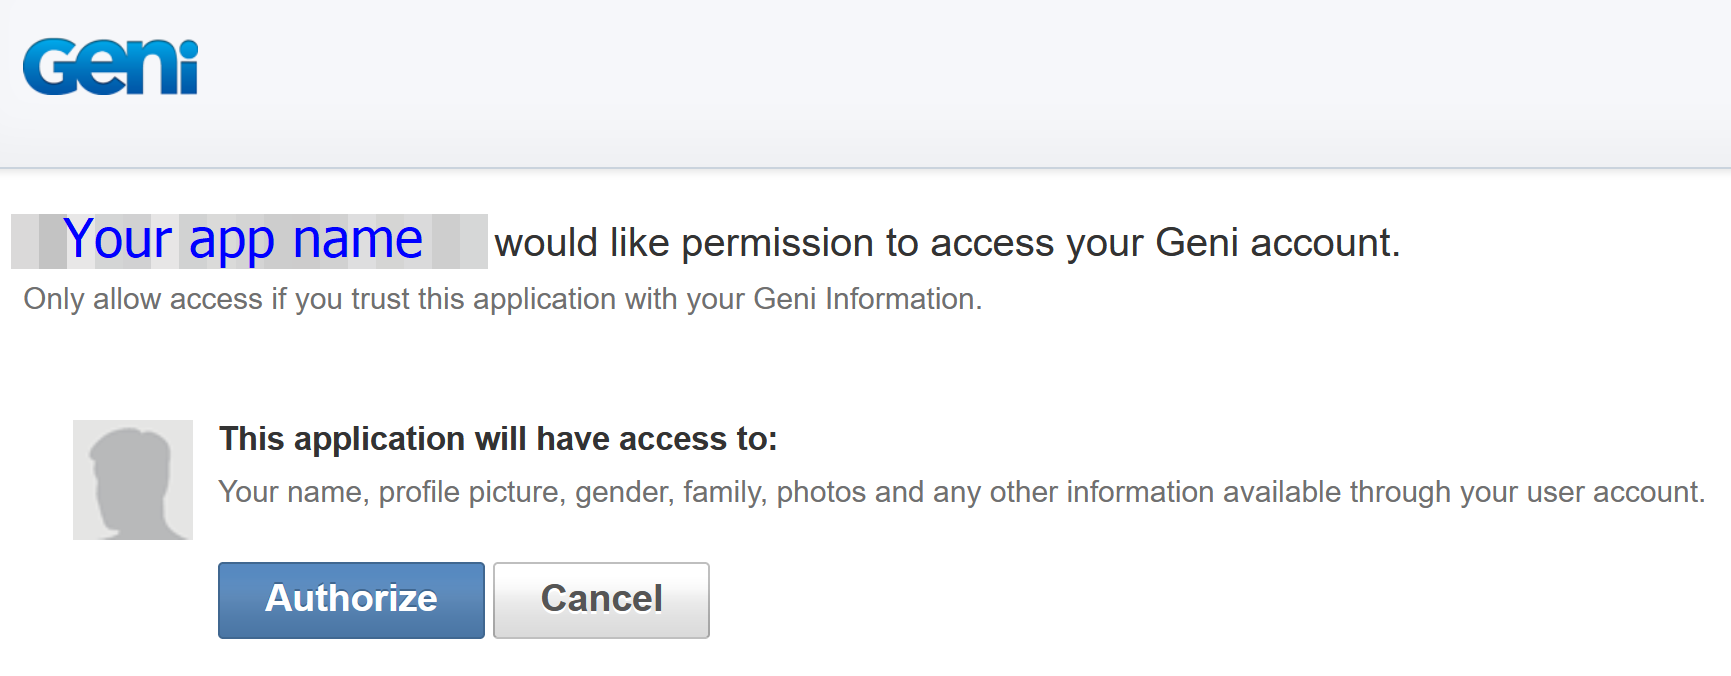 Geni
Your app name would like permission to access your Geni account.
Only allow access if you trust this application with your Geni Information.
This application will have access to:
Your name, profile picture, gender, family, photos and any other information available through your user account.
Authorize Cancel